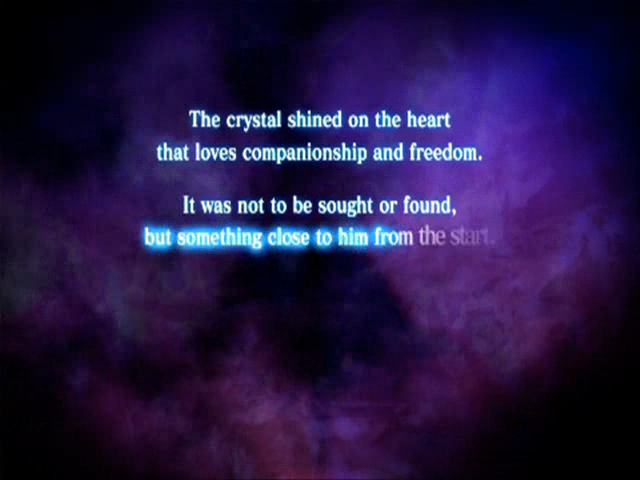 The crystal shined on the heart
that loves companionship and freedom.
It was not to be sought or found,
but something close to him from the start.